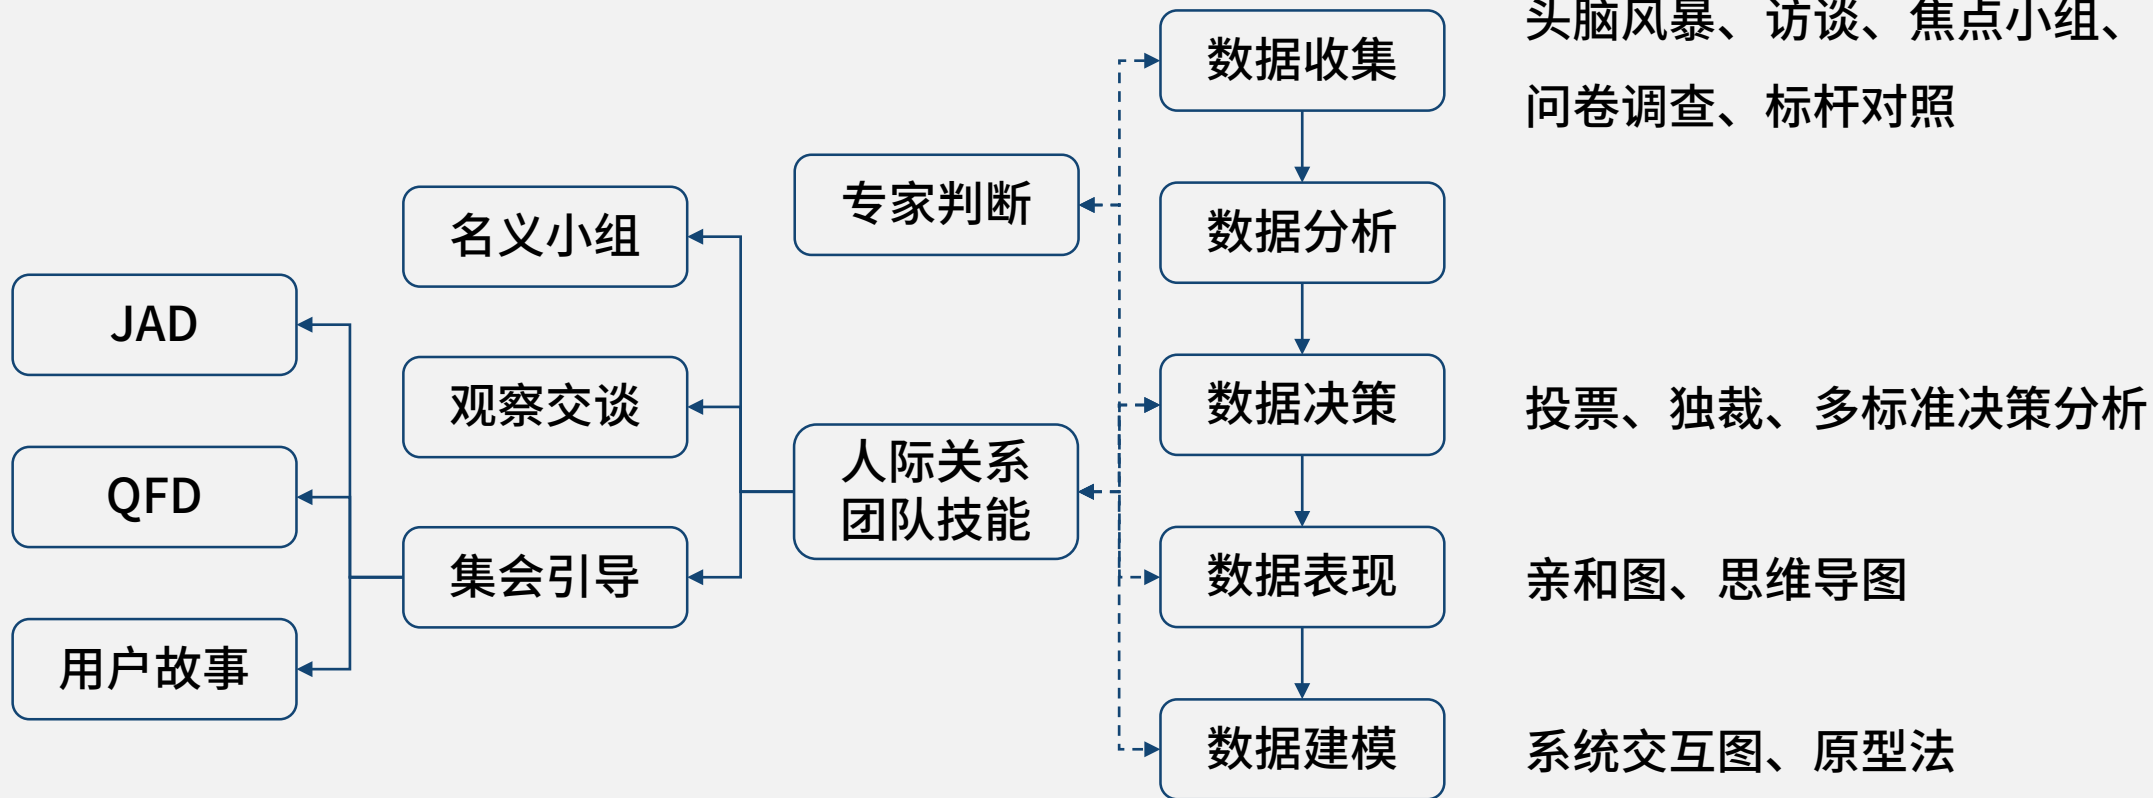 数据收集
头脑风暴、访谈、焦点小组、
问卷调查、标杆对照
专家判断
名义小组
数据分析
JAD
观察交谈
数据决策
投票、独裁、多标准决策分析
人际关系
团队技能
QFD
集会引导
数据表现
亲和图、思维导图
用户故事
数据建模
系统交互图、原型法